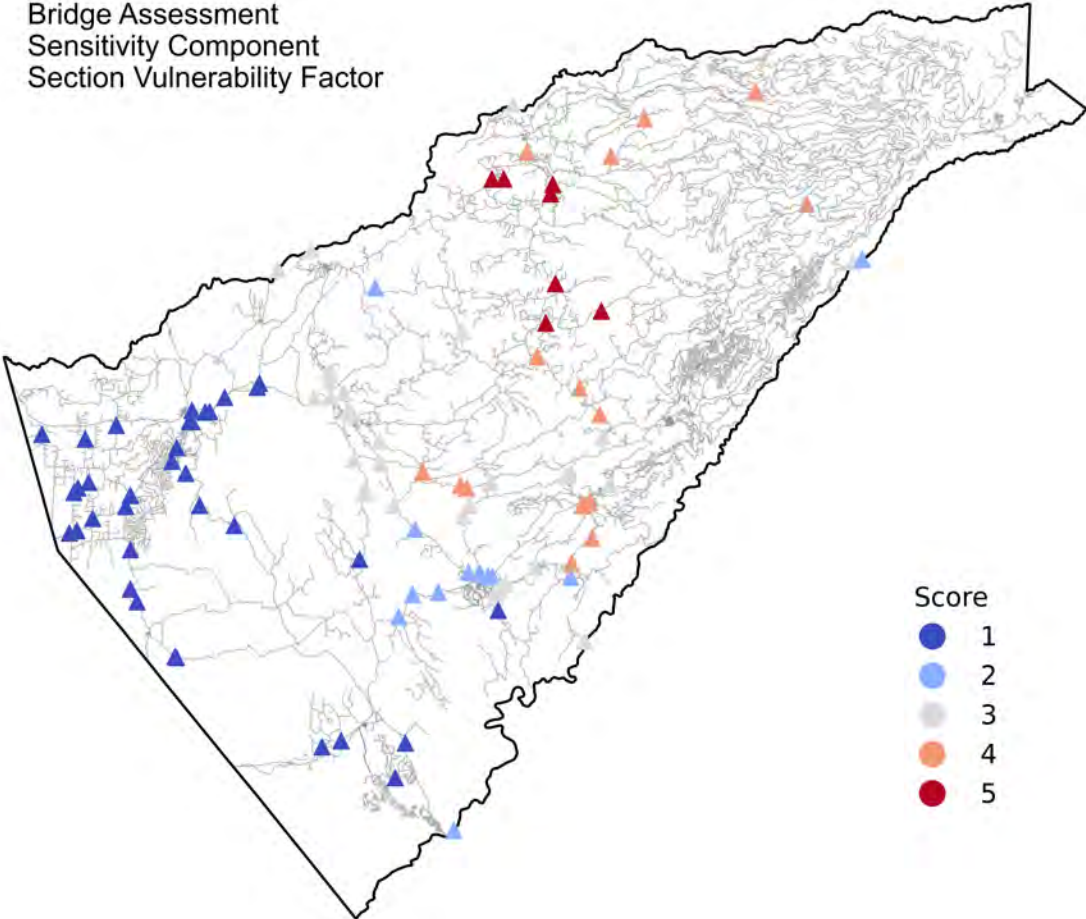 Bridge Assessment
Sensitivity Component
Section Vulnerability Factor
Score
1
2
3
4
5